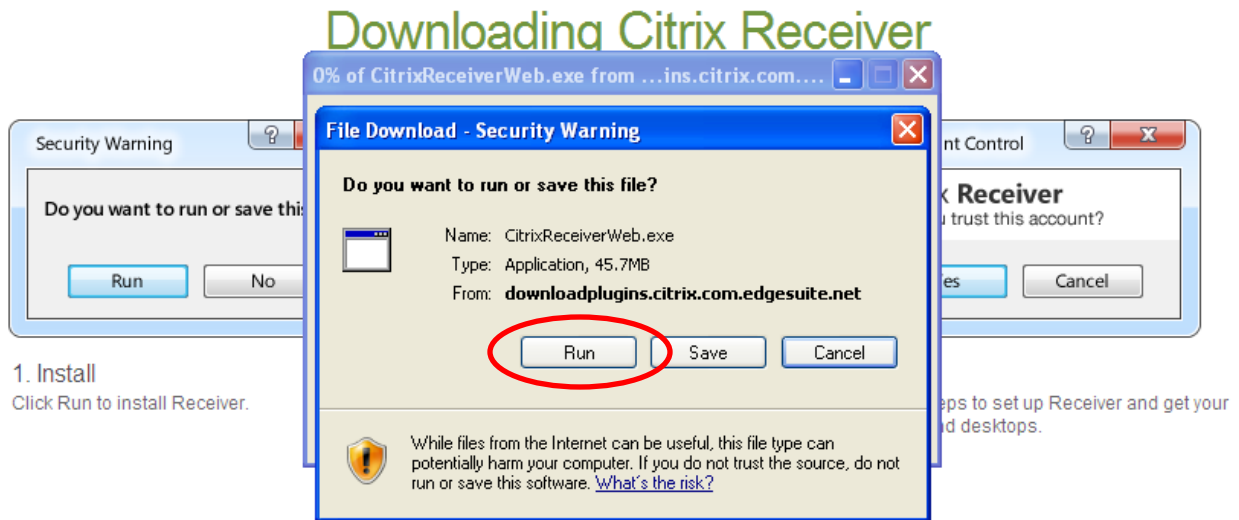 Downloading Citrix Receiver
0% of CitrixReceiverWeb.exe from ...ins.citrix.com....
Security Warning
Do you want to run or save this
Run
No
File Download - Security Warning
Do you want to run or save this file?
Name: CitrixReceiverWeb.exe
Type: Application, 45.7MB
From: downloadplugins.citrix.com.edgesuite.net
Run
Save
Cancel
While files from the Internet can be useful, this file type can
potentially harm your computer. If you do not trust the source, do not
run or save this software. What's the risk?
nt Control
Receiver
trust this account?
es
Cancel
1. Install
Click Run to install Receiver.
eps to set up Receiver and get your
d desktops.